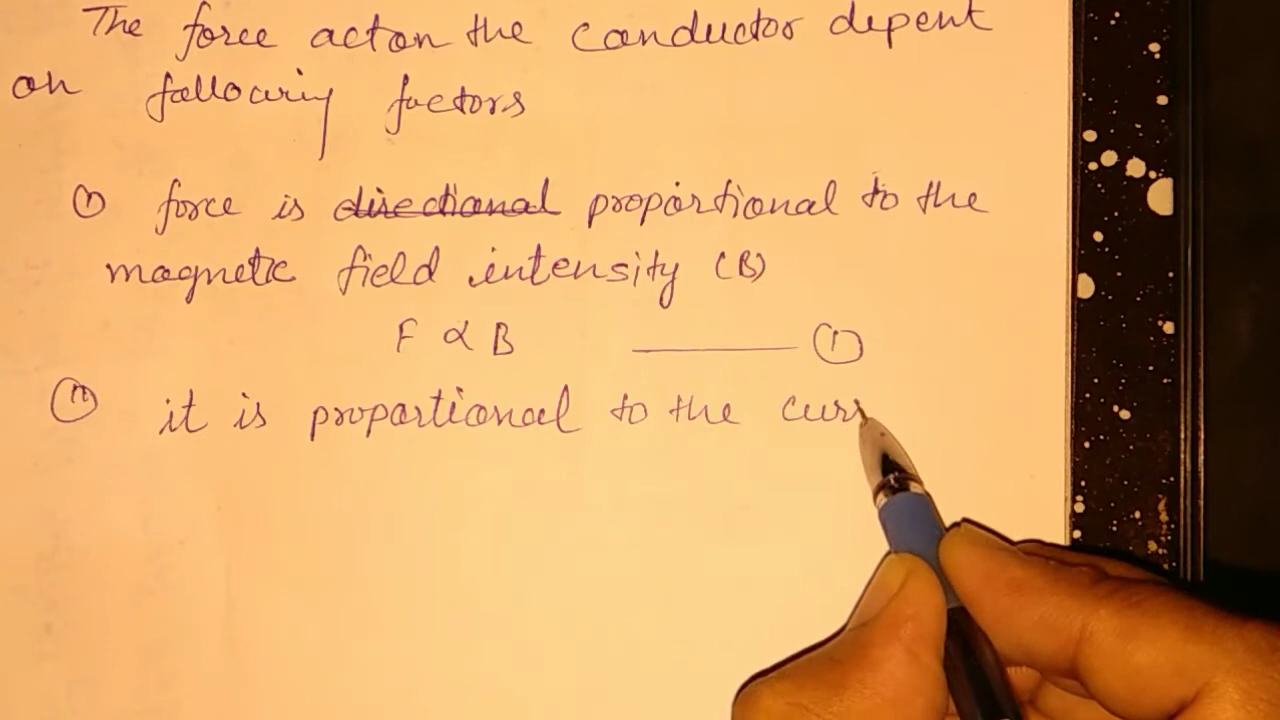 The force acton the conductor depent
on following factors
① force is directional proportional to the
magnetic field intensity (B)
F ∝ B ——— ①
⑪ it is proportional to the curr